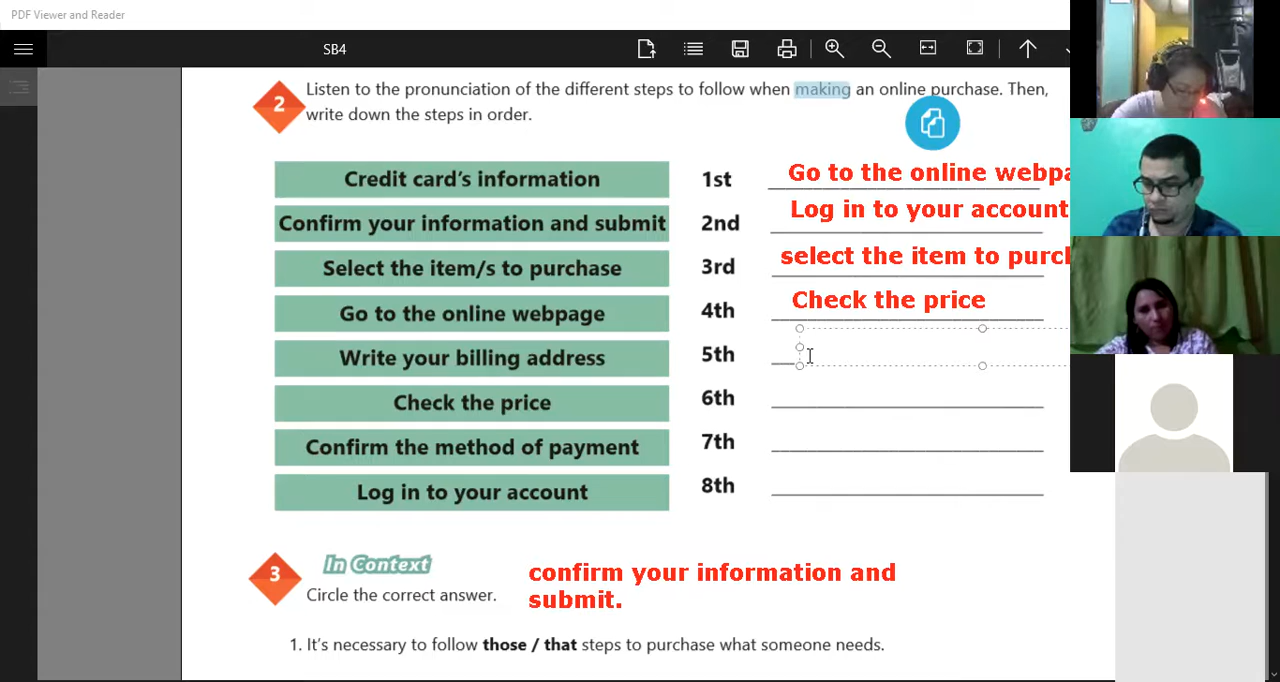 PDF Viewer and Reader
SB4
2
Listen to the pronunciation of the different steps to follow when making an online purchase. Then,
write down the steps in order.
Credit card's information
1st
Go to the online webpa
Confirm your information and submit
2nd
Log in to your account
Select the item/s to purchase
3rd
select the item to purch
Go to the online webpage
4th
Check the price
Write your billing address
5th
Check the price
6th
Confirm the method of payment
7th
Log in to your account
8th
3
In Context
Circle the correct answer.
confirm your information and
submit.
1. It's necessary to follow those / that steps to purchase what someone needs.